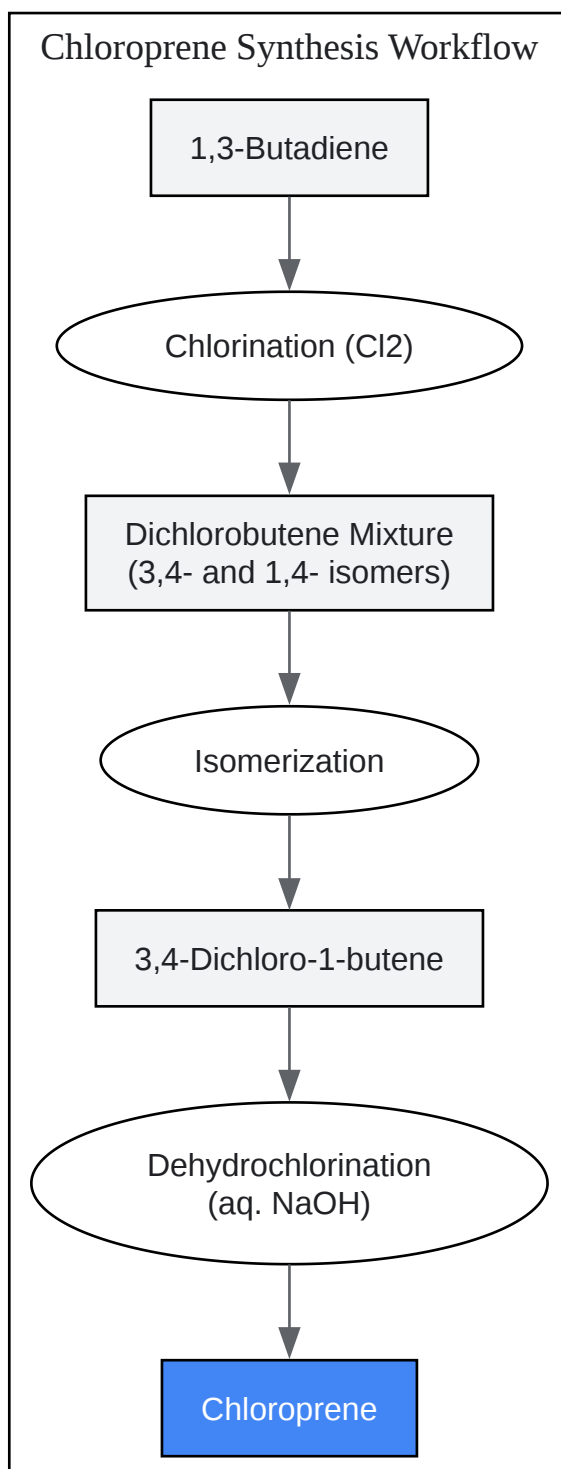 Chloroprene Synthesis Workflow
1,3-Butadiene
Chlorination (Cl2)
Dichlorobutene Mixture
(3,4- and 1,4- isomers)
Isomerization
3,4-Dichloro-1-butene
Dehydrochlorination
(aq. NaOH)
Chloroprene